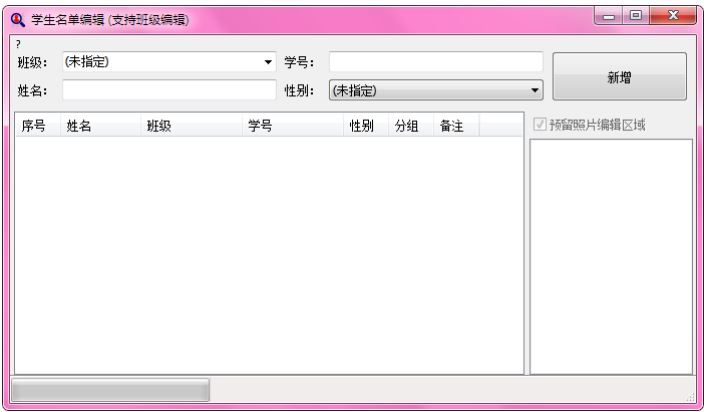 学生名单编辑 (支持班级编辑)
?
班级： (未指定) 学号：
姓名： 性别： (未指定)
新增
序号 姓名 班级 学号 性别 分组 备注
预留照片编辑区域